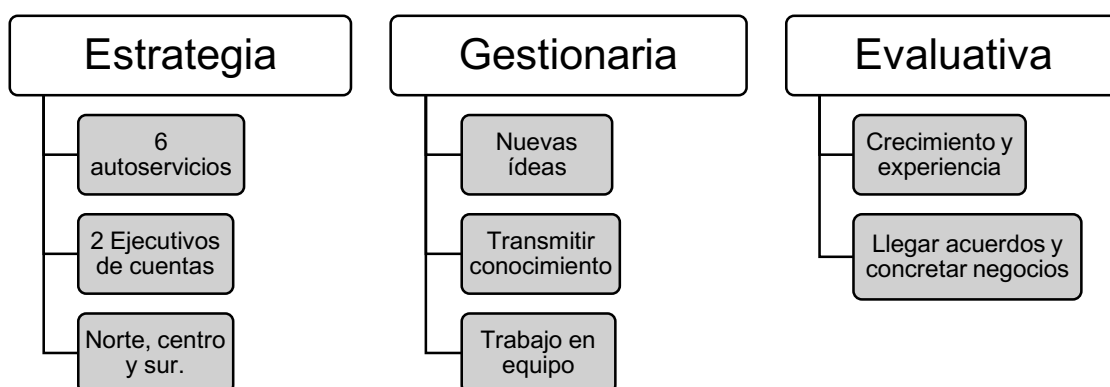 Estrategia
6
autoservicios
2 Ejecutivos
de cuentas
Norte, centro
y sur.
Gestionaria
Nuevas
ídeas
Transmitir
conocimiento
Trabajo en
equipo
Evaluativa
Crecimiento y
experiencia
Llegar acuerdos y
concretar negocios